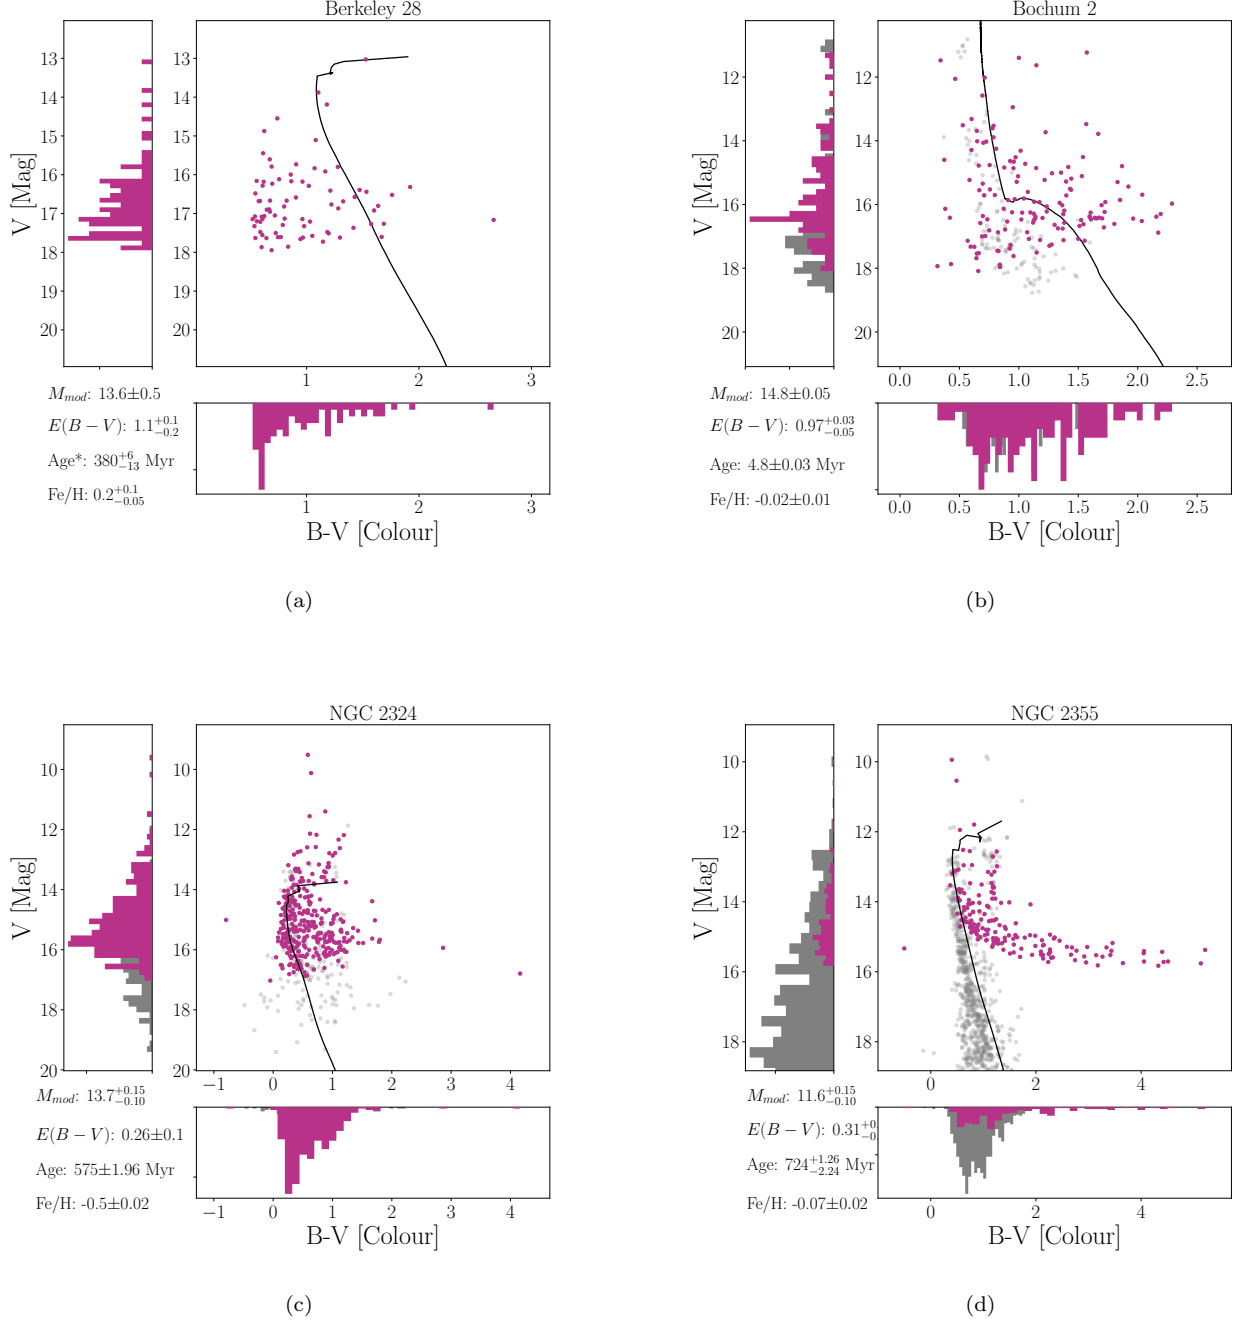 Berkeley 28
13
14
15
16
17
18
19
20
V [Mag]
13
14
15
16
17
18
19
20
1
2
3
M_mod: 13.6±0.5
E(B − V): 1.1^{+0.1}_{−0.2}
Age*: 380^{+6}_{−13} Myr
Fe/H: 0.2^{+0.1}_{−0.05}
1
2
3
B-V [Colour]
(a)
Bochum 2
12
14
16
18
20
V [Mag]
12
14
16
18
20
0.0
0.5
1.0
1.5
2.0
2.5
M_mod: 14.8±0.05
E(B − V): 0.97^{+0.03}_{−0.05}
Age: 4.8±0.03 Myr
Fe/H: -0.02±0.01
0.0
0.5
1.0
1.5
2.0
2.5
B-V [Colour]
(b)
NGC 2324
10
12
14
16
18
20
V [Mag]
10
12
14
16
18
20
−1
0
1
2
3
4
M_mod: 13.7^{+0.15}_{−0.10}
E(B − V): 0.26±0.1
Age: 575±1.96 Myr
Fe/H: -0.5±0.02
−1
0
1
2
3
4
B-V [Colour]
(c)
NGC 2355
10
12
14
16
18
V [Mag]
10
12
14
16
18
0
2
4
M_mod: 11.6^{+0.15}_{−0.10}
E(B − V): 0.31
Age: 724^{+1.26}_{−2.24} Myr
Fe/H: -0.07±0.02
0
2
4
B-V [Colour]
(d)